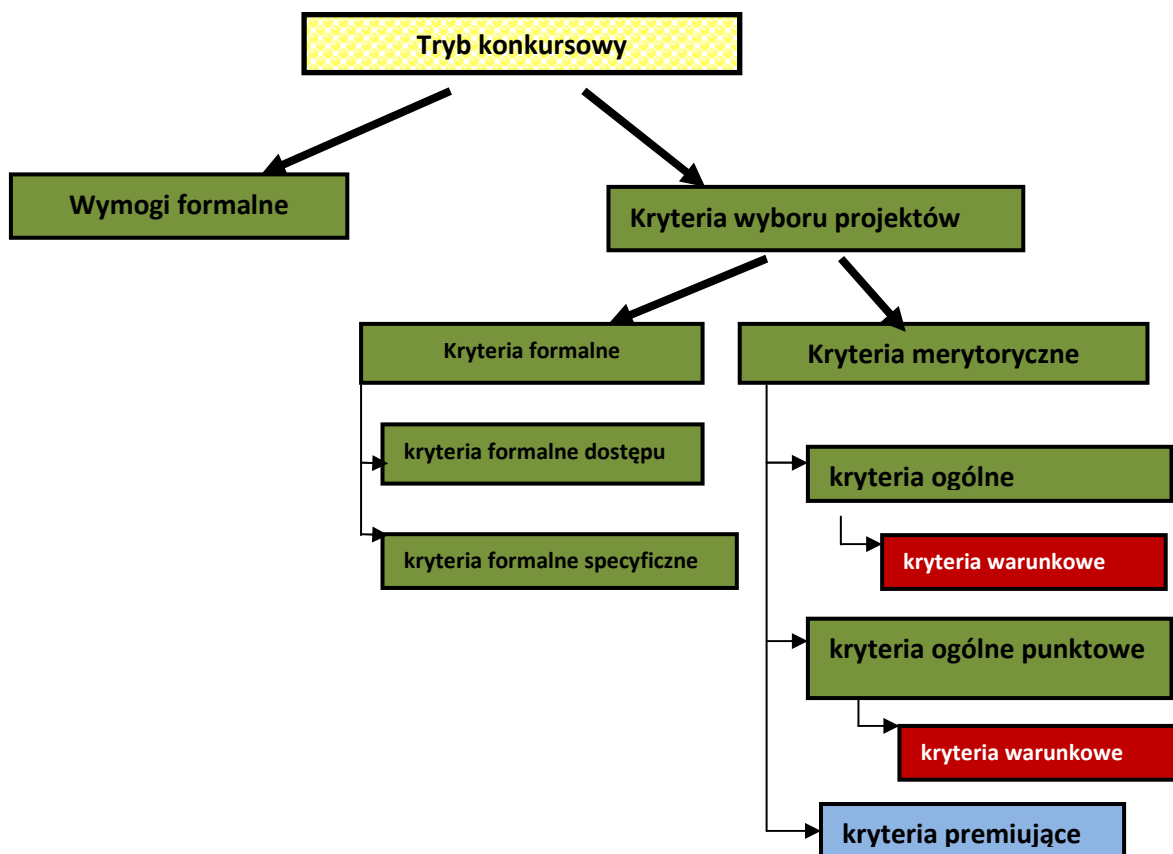 Tryb konkursowy
Wymogi formalne
Kryteria wyboru projektów
Kryteria formalne
Kryteria merytoryczne
kryteria formalne dostępu
kryteria ogólne
kryteria formalne specyficzne
kryteria warunkowe
kryteria ogólne punktowe
kryteria warunkowe
kryteria premiujące